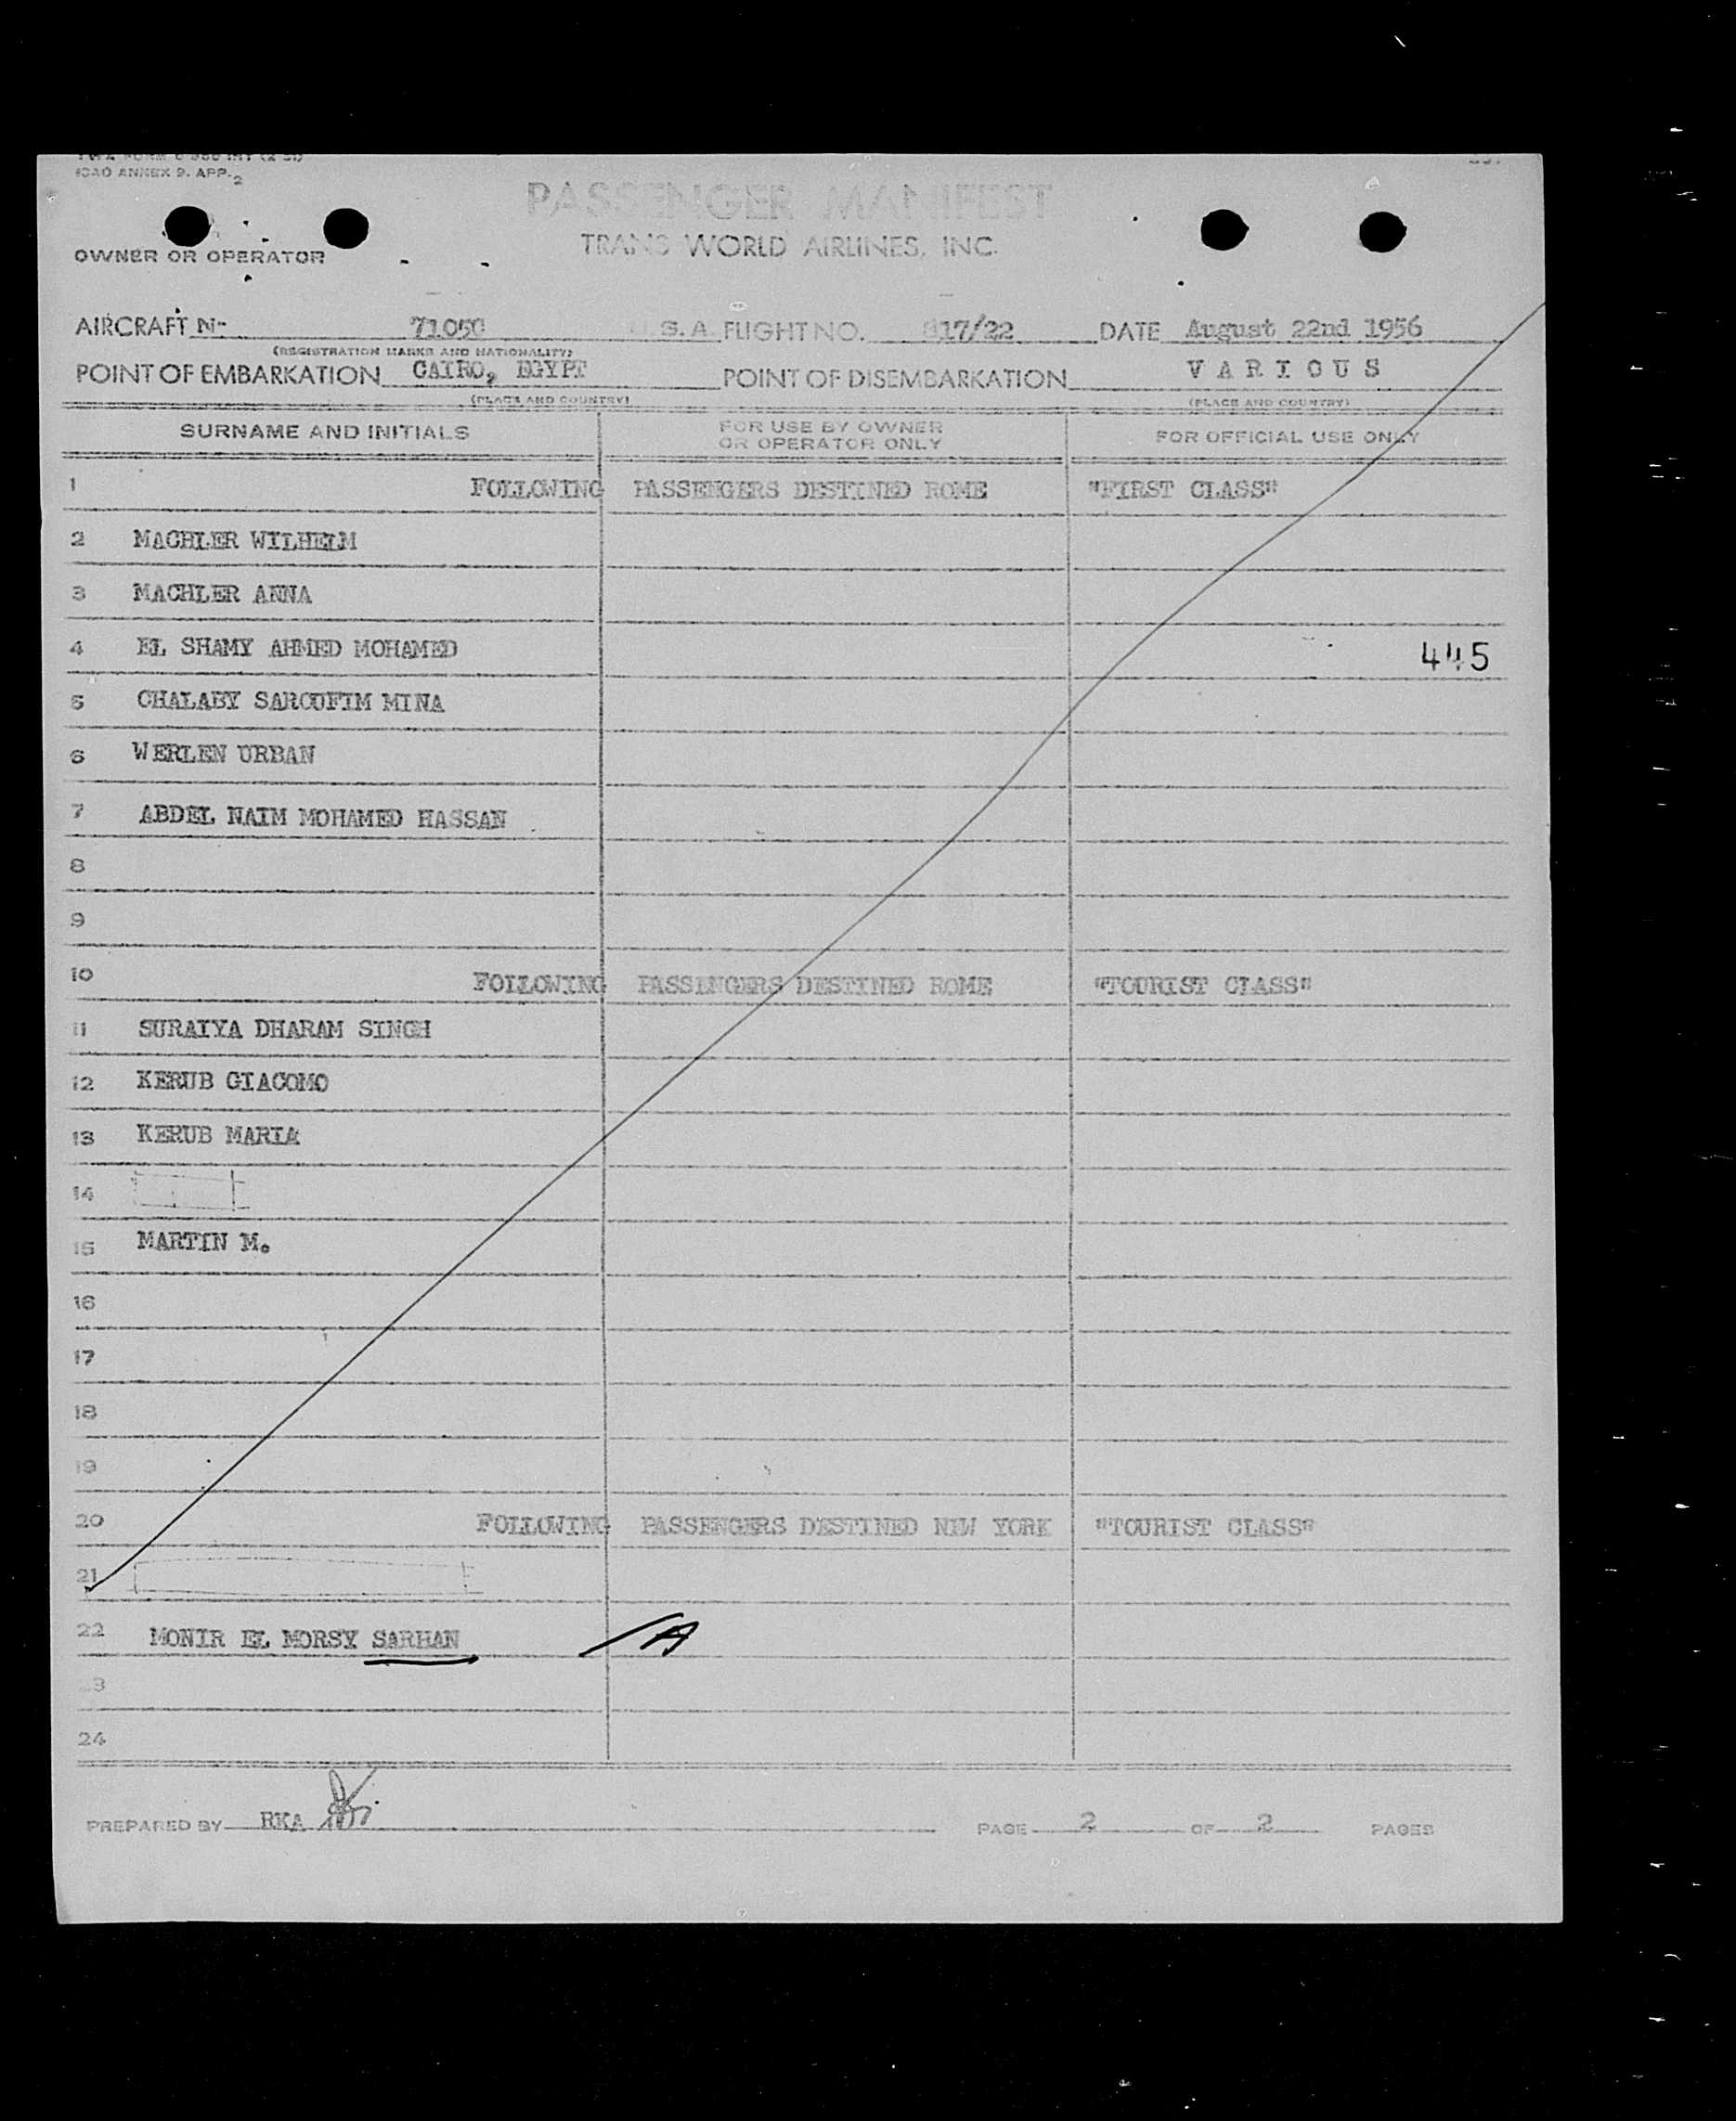 ICAO ANNEX 9. APP. 2
PASSENGER MANIFEST
TRANS WORLD AIRLINES, INC.
OWNER OR OPERATOR
AIRCRAFT N- 7105C U.S.A. FLIGHT NO. 817/22 DATE August 22nd 1956
(REGISTRATION MARKS AND NATIONALITY)
POINT OF EMBARKATION CAIRO, EGYPT POINT OF DISEMBARKATION V A R I O U S
(PLACE AND COUNTRY) (PLACE AND COUNTRY)
SURNAME AND INITIALS FOR USE BY OWNER OR OPERATOR ONLY FOR OFFICIAL USE ONLY
1 FOLLOWING PASSENGERS DESTINED ROME "FIRST CLASS"
2 MACHLER WILHELM
3 MACHLER ANNA
4 EL SHAMY AHMED MOHAMED 445
5 CHALABY SAROUFIM MINA
6 WERLEN URBAN
7 ABDEL NAIM MOHAMED HASSAN
8
9
10 FOLLOWING PASSENGERS DESTINED ROME "TOURIST CLASS"
11 SURAIYA DHARAM SINGH
12 KERUB GIACOMO
13 KERUB MARIA
14
15 MARTIN M.
16
17
18
19
20 FOLLOWING PASSENGERS DESTINED NEW YORK "TOURIST CLASS"
21
22 MONIR EL MORSY SARHAN A
23
24
PREPARED BY RKA PAGE 2 OF 2 PAGES